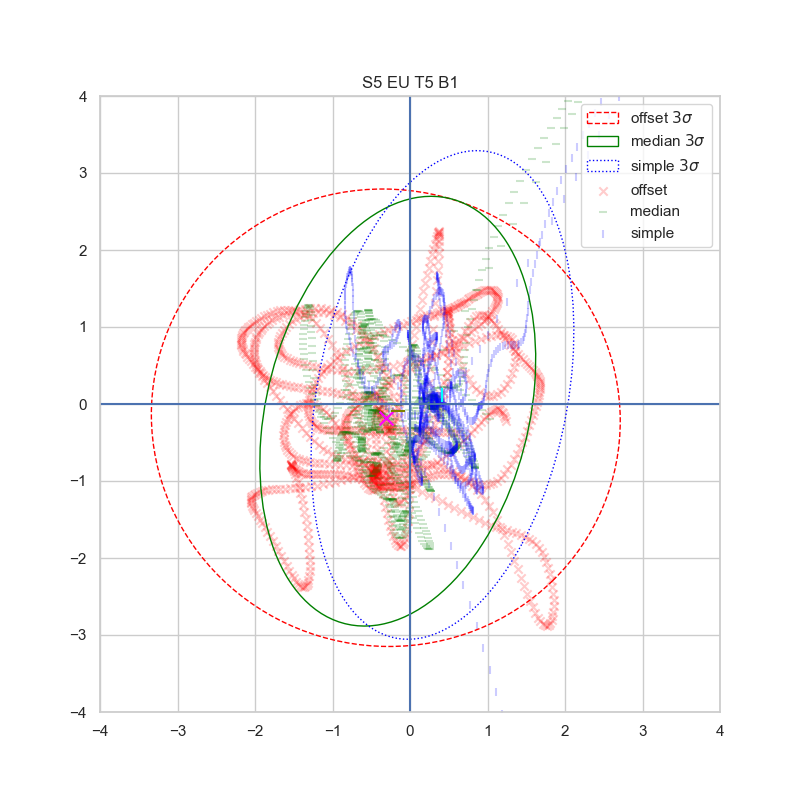 S5 EU T5 B1
offset 3σ
median 3σ
simple 3σ
offset
median
simple
4
3
2
1
0
−1
−2
−3
−4
−4 −3 −2 −1 0 1 2 3 4